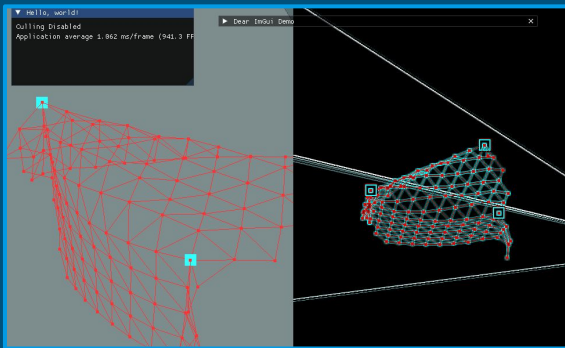 Hello, world!
Dear ImGui Demo
Culling Disabled
Application average 1.062 ms/frame (941.3 FP